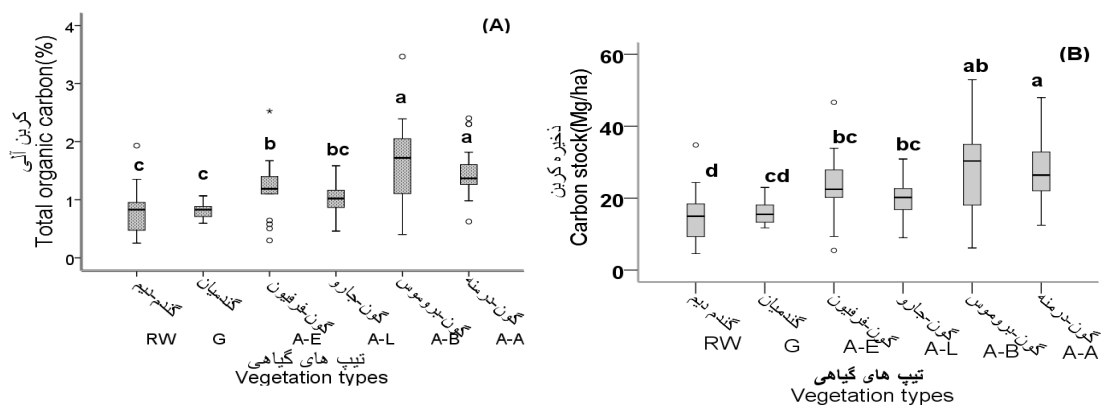 (A)
4
3
2
1
0
کربن آلی
Total organic carbon(%)
c
c
b
bc
a
a
گندم-دیم
گندمیان
گون-فرفیون
گون-جارو
گون-بروموس
گون-درمنه
RW G A-E A-L A-B A-A
تیپ های گیاهی
Vegetation types
(B)
60
40
20
0
ذخیره کربن
Carbon stock(Mg/ha)
d
cd
bc
bc
ab
a
گندم دیم
گندمیان
گون-فرفیون
گون-جارو
گون-بروموس
گون-درمنه
RW G A-E A-L A-B A-A
تیپ های گیاهی
Vegetation types